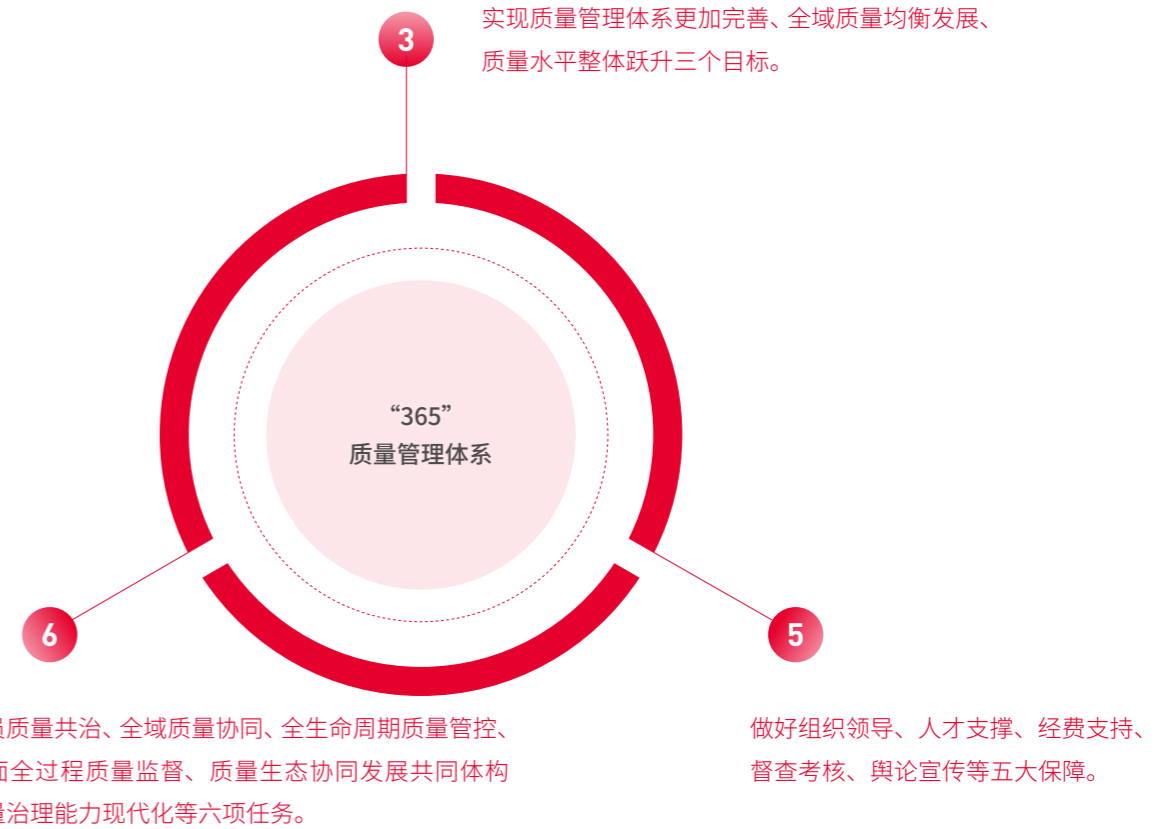 3
实现质量管理体系更加完善、全域质量均衡发展、
质量水平整体跃升三个目标。
“365”
质量管理体系
6
员质量共治、全域质量协同、全生命周期质量管控、
面全过程质量监督、质量生态协同发展共同体构
量治理能力现代化等六项任务。
5
做好组织领导、人才支撑、经费支持、
督查考核、舆论宣传等五大保障。